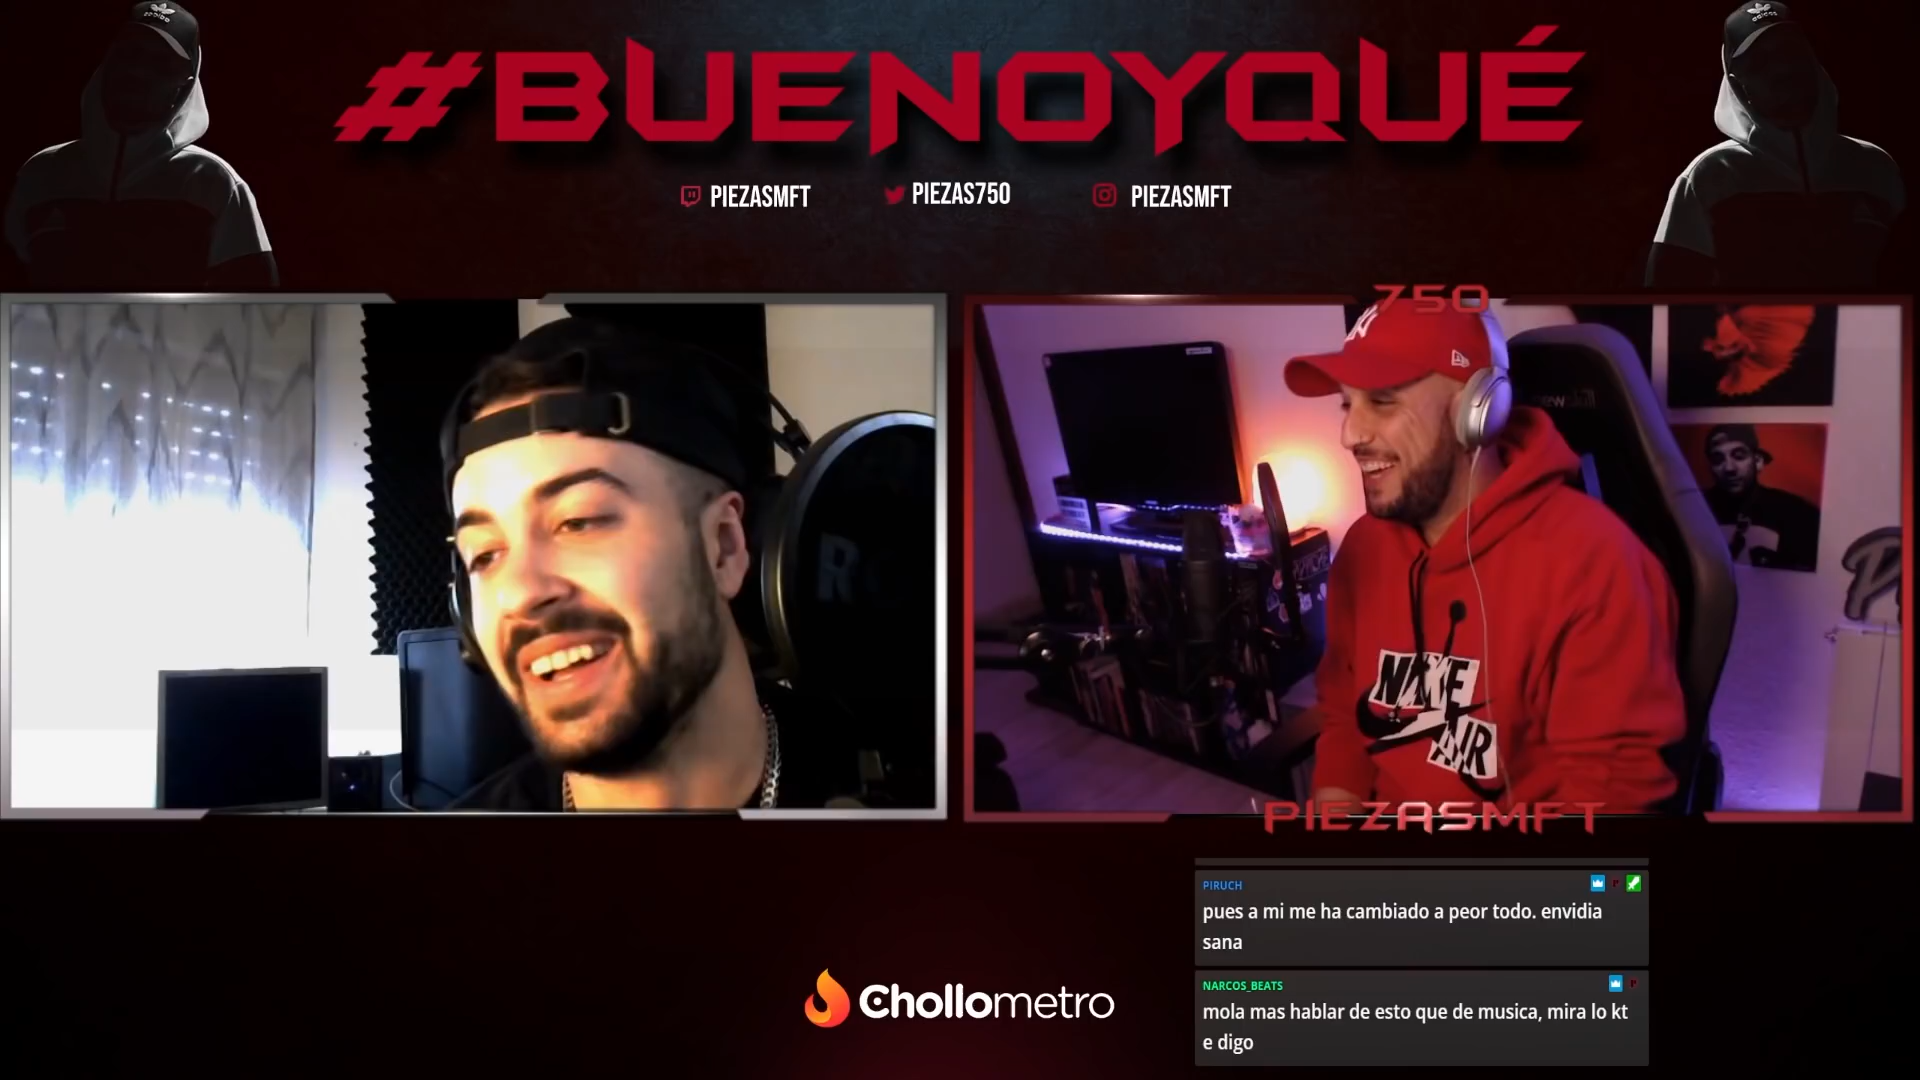 #BUENOYQUÉ
PIEZASMFT
PIEZAS750
PIEZASMFT
750
NIKE
AIR
PIEZASMFT
PIRUCH
pues a mi me ha cambiado a peor todo. envidia
sana
NARCOS_BEATS
mola mas hablar de esto que de musica, mira lo kt
e digo
Chollometro